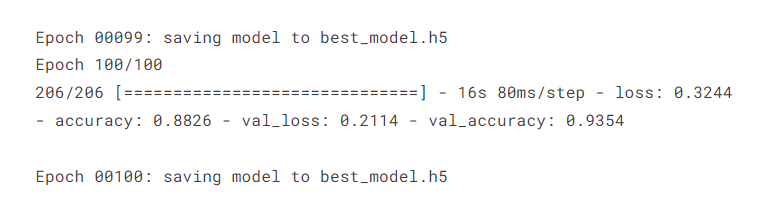 Epoch 00099: saving model to best_model.h5
Epoch 100/100
206/206 [==============================] - 16s 80ms/step - loss: 0.3244
- accuracy: 0.8826 - val_loss: 0.2114 - val_accuracy: 0.9354
Epoch 00100: saving model to best_model.h5